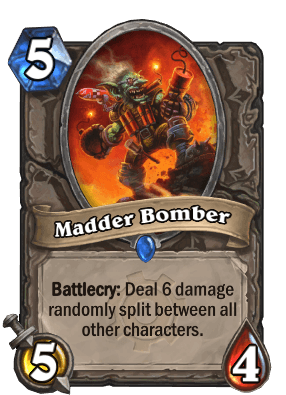 5
Madder Bomber
Battlecry: Deal 6 damage
randomly split between all
other characters.
5
4